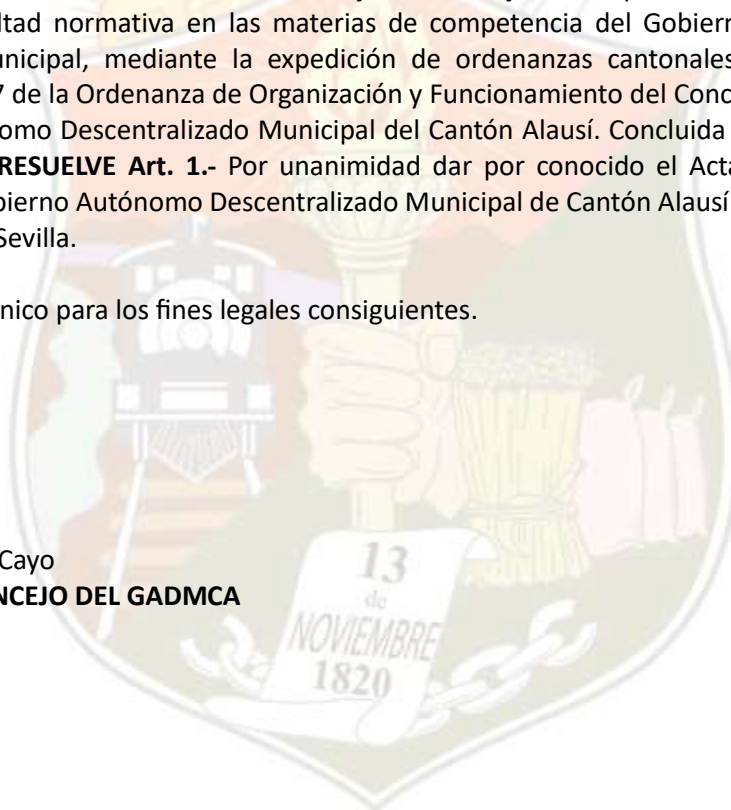 ltad normativa en las materias de competencia del Gobiern
unicipal, mediante la expedición de ordenanzas cantonales
7 de la Ordenanza de Organización y Funcionamiento del Conc
omo Descentralizado Municipal del Cantón Alausí. Concluida
RESUELVE Art. 1.- Por unanimidad dar por conocido el Acta
bierno Autónomo Descentralizado Municipal de Cantón Alausí
Sevilla.
nico para los fines legales consiguientes.
Cayo
NCEJO DEL GADMCA
13
de
NOVIEMBRE
1820